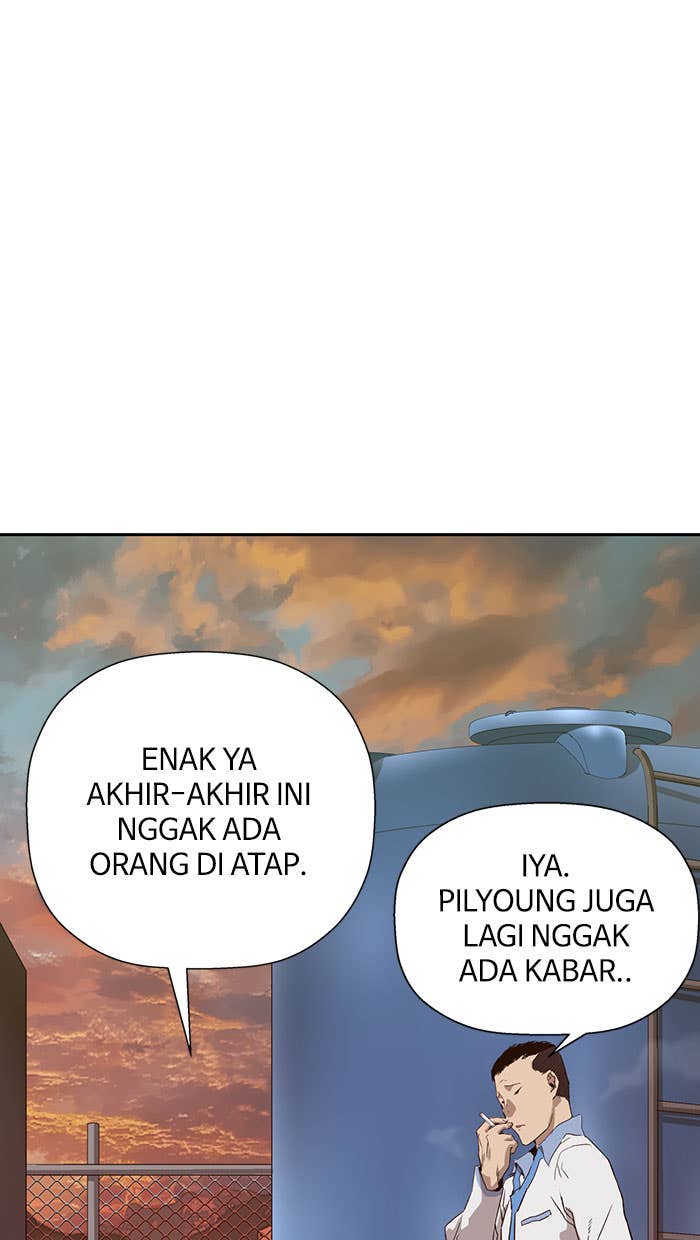 ENAK YA
AKHIR-AKHIR INI
NGGAK ADA
ORANG DI ATAP.
IYA.
PILYOUNG JUGA
LAGI NGGAK
ADA KABAR..